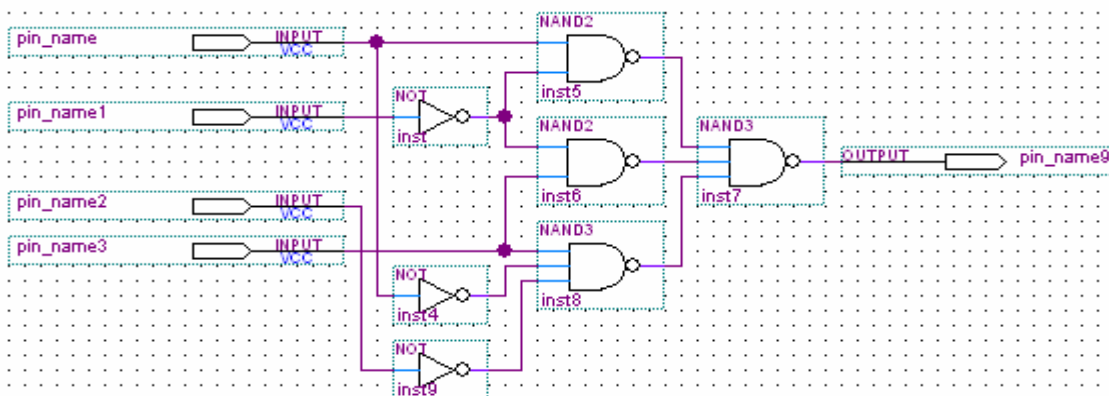 NAND2
pin_name INPUT
VCC
inst5
pin_name1 INPUT
VCC
NOT
inst
NAND2
inst6
NAND3
inst7
OUTPUT pin_name9
pin_name2 INPUT
VCC
pin_name3 INPUT
VCC
NAND3
inst8
NOT
inst4
NOT
inst9